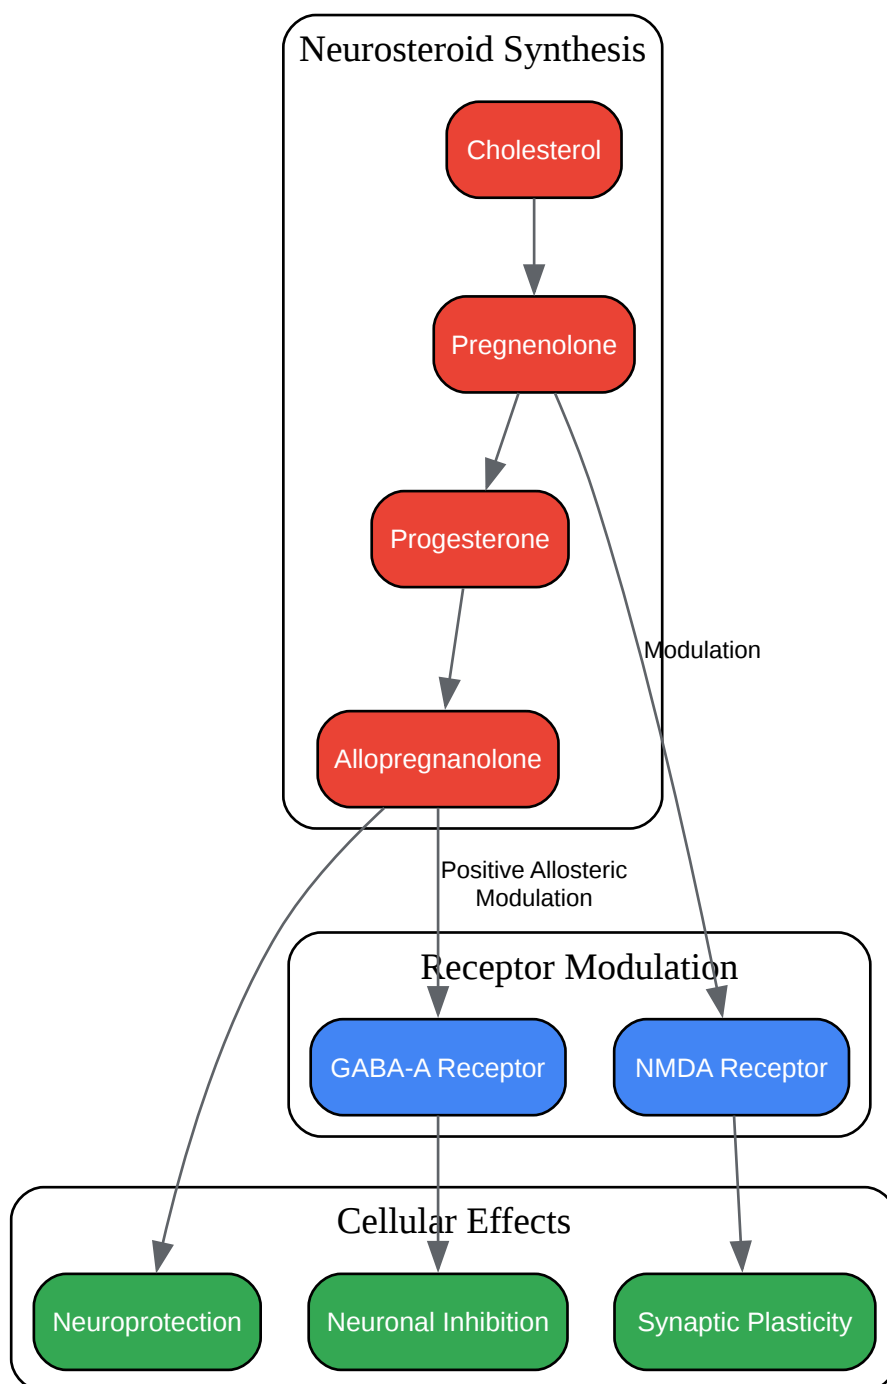 Neurosteroid Synthesis
Cholesterol
Pregnenolone
Progesterone
Modulation
Allopregnanolone
Positive Allosteric
Modulation
Receptor Modulation
GABA-A Receptor
NMDA Receptor
Cellular Effects
Neuroprotection
Neuronal Inhibition
Synaptic Plasticity